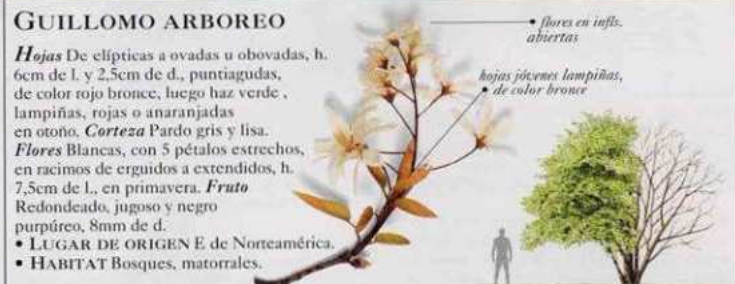 GUILLOMO ARBOREO
Hojas De elípticas a ovadas u obovadas, h.
6cm de l. y 2,5cm de d., puntiagudas,
de color rojo bronce, luego haz verde ,
lampiñas, rojas o anaranjadas
en otoño. Corteza Pardo gris y lisa.
Flores Blancas, con 5 pétalos estrechos,
en racimos de erguidos a extendidos, h.
7,5cm de l., en primavera. Fruto
Redondeado, jugoso y negro
purpúreo, 8mm de d.
• LUGAR DE ORIGEN E de Norteamérica.
• HABITAT Bosques, matorrales.
• flores en infls.
abiertas
hojas jóvenes lampiñas,
• de color bronce